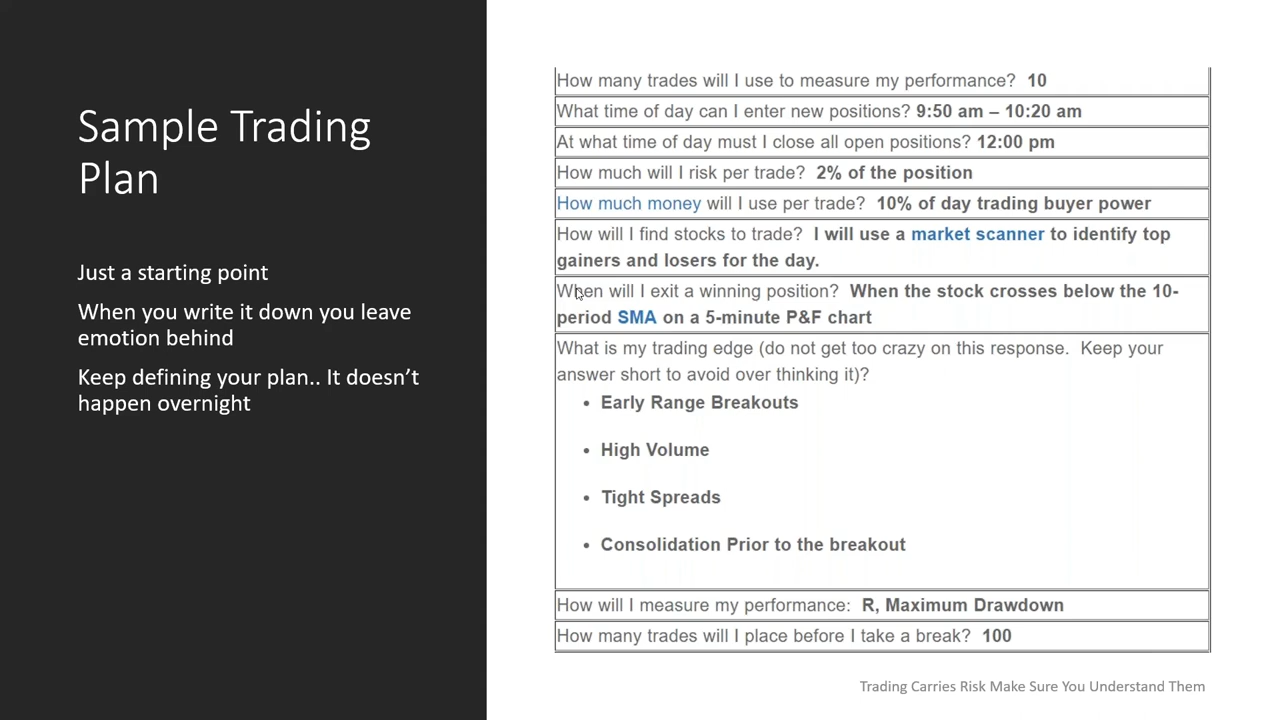 Sample Trading
Plan
Just a starting point
When you write it down you leave
emotion behind
Keep defining your plan.. It doesn’t
happen overnight
How many trades will I use to measure my performance? 10
What time of day can I enter new positions? 9:50 am – 10:20 am
At what time of day must I close all open positions? 12:00 pm
How much will I risk per trade? 2% of the position
How much money will I use per trade? 10% of day trading buyer power
How will I find stocks to trade? I will use a market scanner to identify top
gainers and losers for the day.
When will I exit a winning position? When the stock crosses below the 10-
period SMA on a 5-minute P&F chart
What is my trading edge (do not get too crazy on this response. Keep your
answer short to avoid over thinking it)?
• Early Range Breakouts
• High Volume
• Tight Spreads
• Consolidation Prior to the breakout
How will I measure my performance: R, Maximum Drawdown
How many trades will I place before I take a break? 100
Trading Carries Risk Make Sure You Understand Them